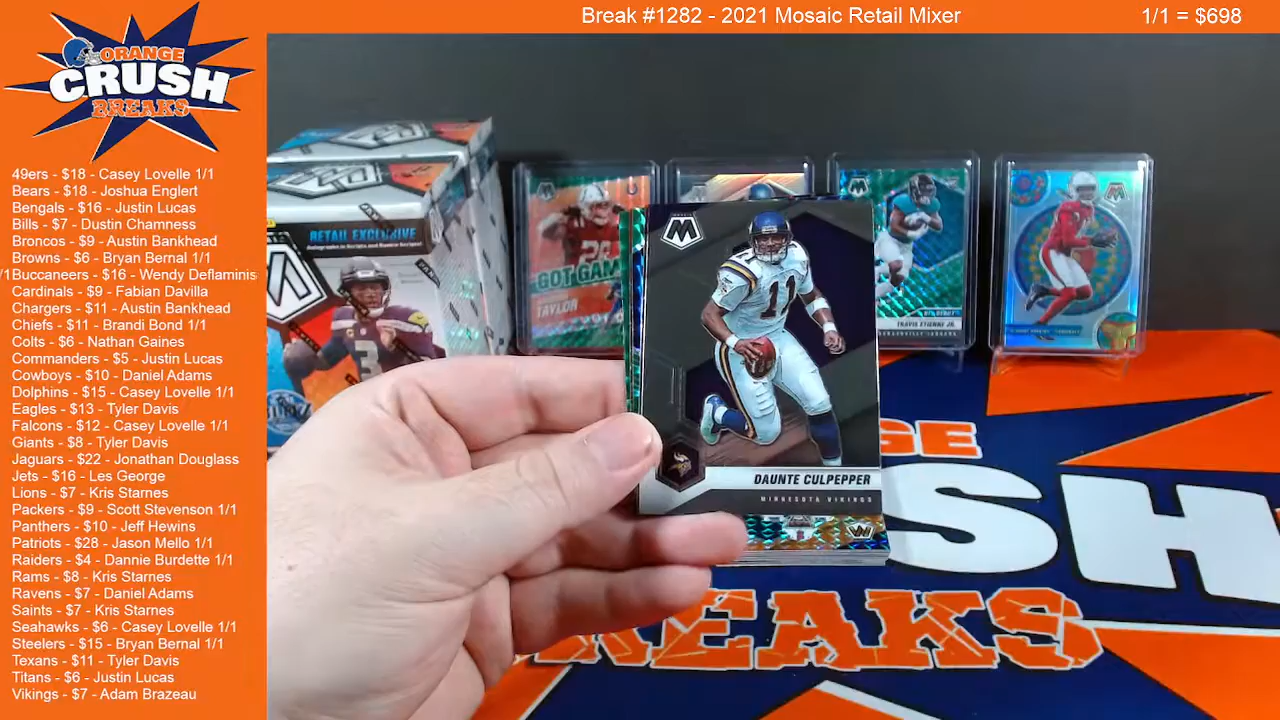 Break #1282 - 2021 Mosaic Retail Mixer
1/1 = $698
ORANGE
CRUSH
BREAKS
49ers - $18 - Casey Lovelle 1/1
Bears - $18 - Joshua Englert
Bengals - $16 - Justin Lucas
Bills - $7 - Dustin Chamness
Broncos - $9 - Austin Bankhead
Browns - $6 - Bryan Bernal 1/1
/1Buccaneers - $16 - Wendy Deflaminis
Cardinals - $9 - Fabian Davilla
Chargers - $11 - Austin Bankhead
Chiefs - $11 - Brandi Bond 1/1
Colts - $6 - Nathan Gaines
Commanders - $5 - Justin Lucas
Cowboys - $10 - Daniel Adams
Dolphins - $15 - Casey Lovelle 1/1
Eagles - $13 - Tyler Davis
Falcons - $12 - Casey Lovelle 1/1
Giants - $8 - Tyler Davis
Jaguars - $22 - Jonathan Douglass
Jets - $16 - Les George
Lions - $7 - Kris Starnes
Packers - $9 - Scott Stevenson 1/1
Panthers - $10 - Jeff Hewins
Patriots - $28 - Jason Mello 1/1
Raiders - $4 - Dannie Burdette 1/1
Rams - $8 - Kris Starnes
Ravens - $7 - Daniel Adams
Saints - $7 - Kris Starnes
Seahawks - $6 - Casey Lovelle 1/1
Steelers - $15 - Bryan Bernal 1/1
Texans - $11 - Tyler Davis
Titans - $6 - Justin Lucas
Vikings - $7 - Adam Brazeau
RETAIL EXCLUSIVE
3
GOT GAM
TAYLOR
11
DAUNTE CULPEPPER
MINNESOTA VIKINGS
TRAVIS ETIENNE JR.
GE
SH
REAKS